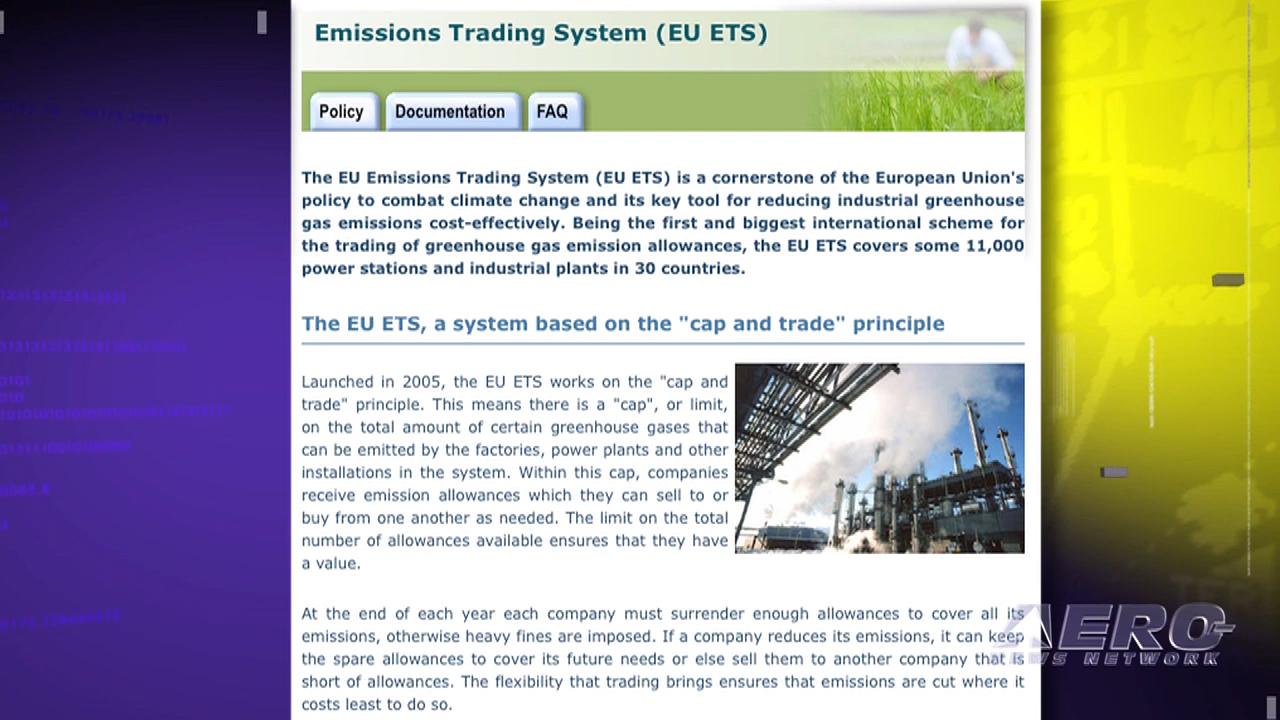 Emissions Trading System (EU ETS)
Policy
Documentation
FAQ
The EU Emissions Trading System (EU ETS) is a cornerstone of the European Union's
policy to combat climate change and its key tool for reducing industrial greenhouse
gas emissions cost-effectively. Being the first and biggest international scheme for
the trading of greenhouse gas emission allowances, the EU ETS covers some 11,000
power stations and industrial plants in 30 countries.
The EU ETS, a system based on the "cap and trade" principle
Launched in 2005, the EU ETS works on the "cap and
trade" principle. This means there is a "cap", or limit,
on the total amount of certain greenhouse gases that
can be emitted by the factories, power plants and other
installations in the system. Within this cap, companies
receive emission allowances which they can sell to or
buy from one another as needed. The limit on the total
number of allowances available ensures that they have
a value.
At the end of each year each company must surrender enough allowances to cover all its
emissions, otherwise heavy fines are imposed. If a company reduces its emissions, it can keep
the spare allowances to cover its future needs or else sell them to another company that is
short of allowances. The flexibility that trading brings ensures that emissions are cut where it
costs least to do so.
AERO
NEWS NETWORK